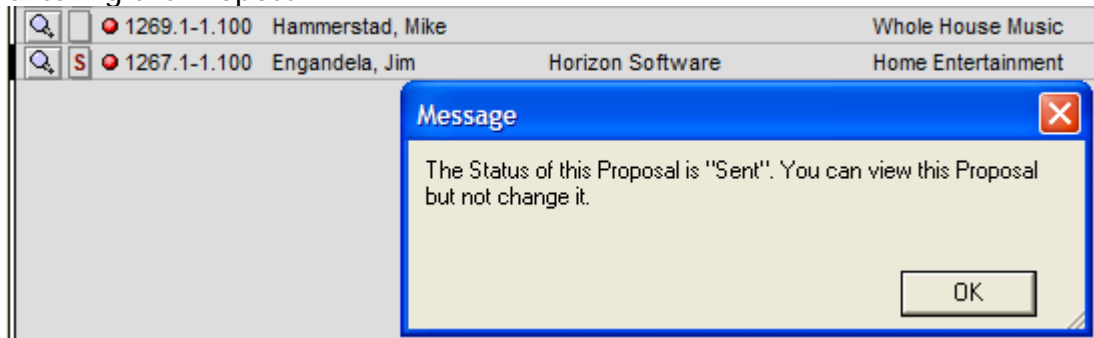 1269.1-1.100 Hammerstad, Mike Whole House Music
S 1267.1-1.100 Engandela, Jim Horizon Software Home Entertainment
Message
The Status of this Proposal is "Sent". You can view this Proposal
but not change it.
OK